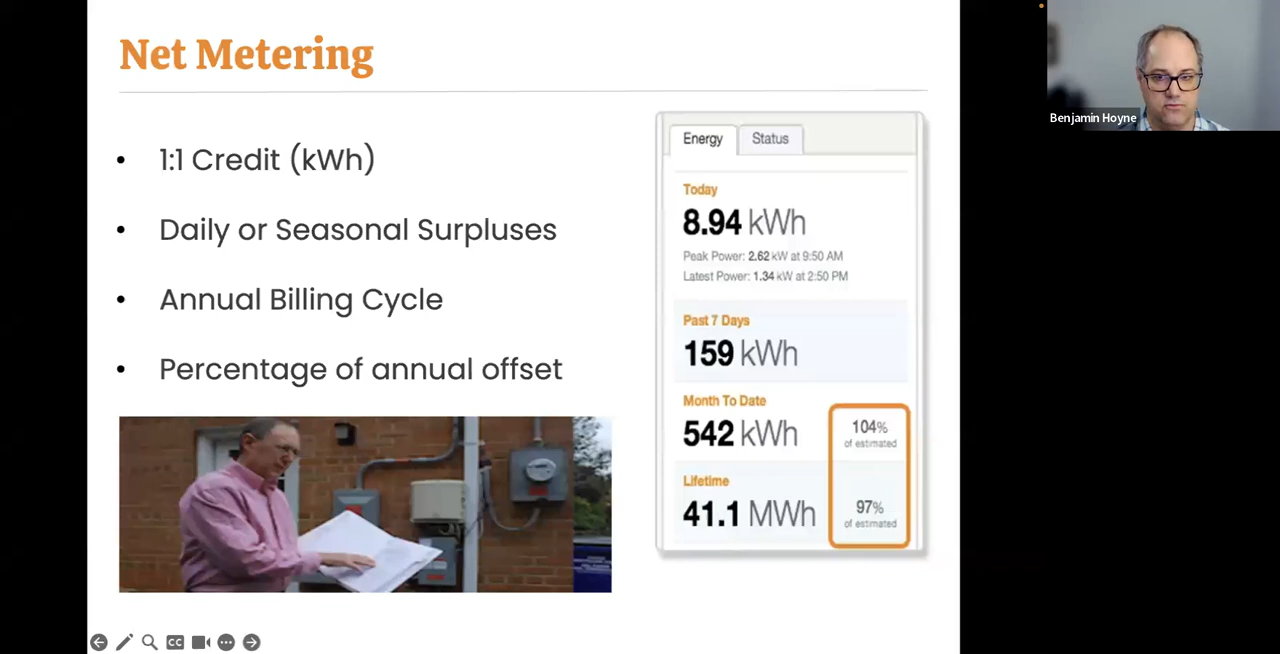 Net Metering
• 1:1 Credit (kWh)
• Daily or Seasonal Surpluses
• Annual Billing Cycle
• Percentage of annual offset
Energy
Status
Today
8.94 kWh
Peak Power: 2.62 kW at 9:50 AM
Latest Power: 1.34 kW at 2:50 PM
Past 7 Days
159 kWh
Month To Date
542 kWh
104%
of estimated
Lifetime
41.1 MWh
97%
of estimated
Benjamin Hoyne
CC